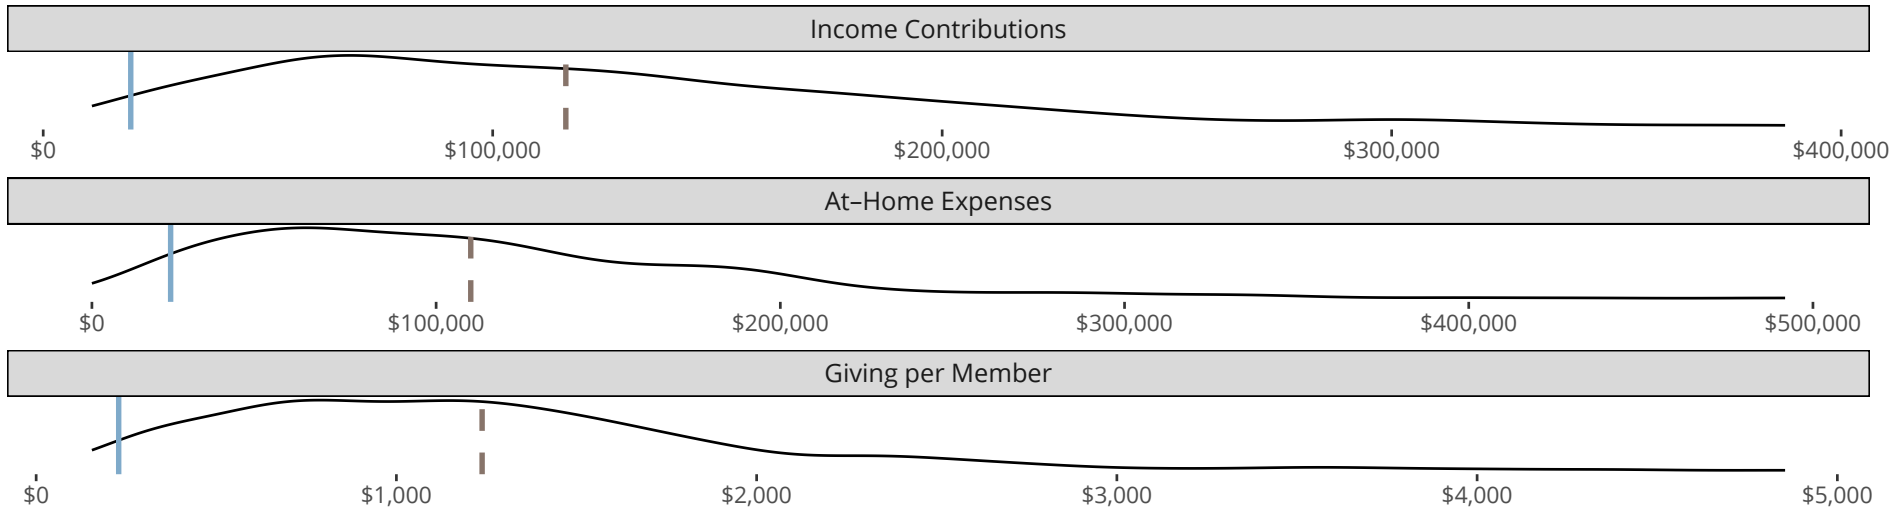 Income Contributions
$0 $100,000 $200,000 $300,000 $400,000
At–Home Expenses
$0 $100,000 $200,000 $300,000 $400,000 $500,000
Giving per Member
$0 $1,000 $2,000 $3,000 $4,000 $5,000